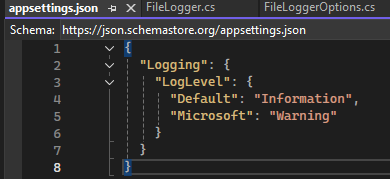 appsettings.json FileLogger.cs FileLoggerOptions.cs
Schema: https://json.schemastore.org/appsettings.json
1 {
2 "Logging": {
3 "LogLevel": {
4 "Default": "Information",
5 "Microsoft": "Warning"
6 }
7 }
8 }